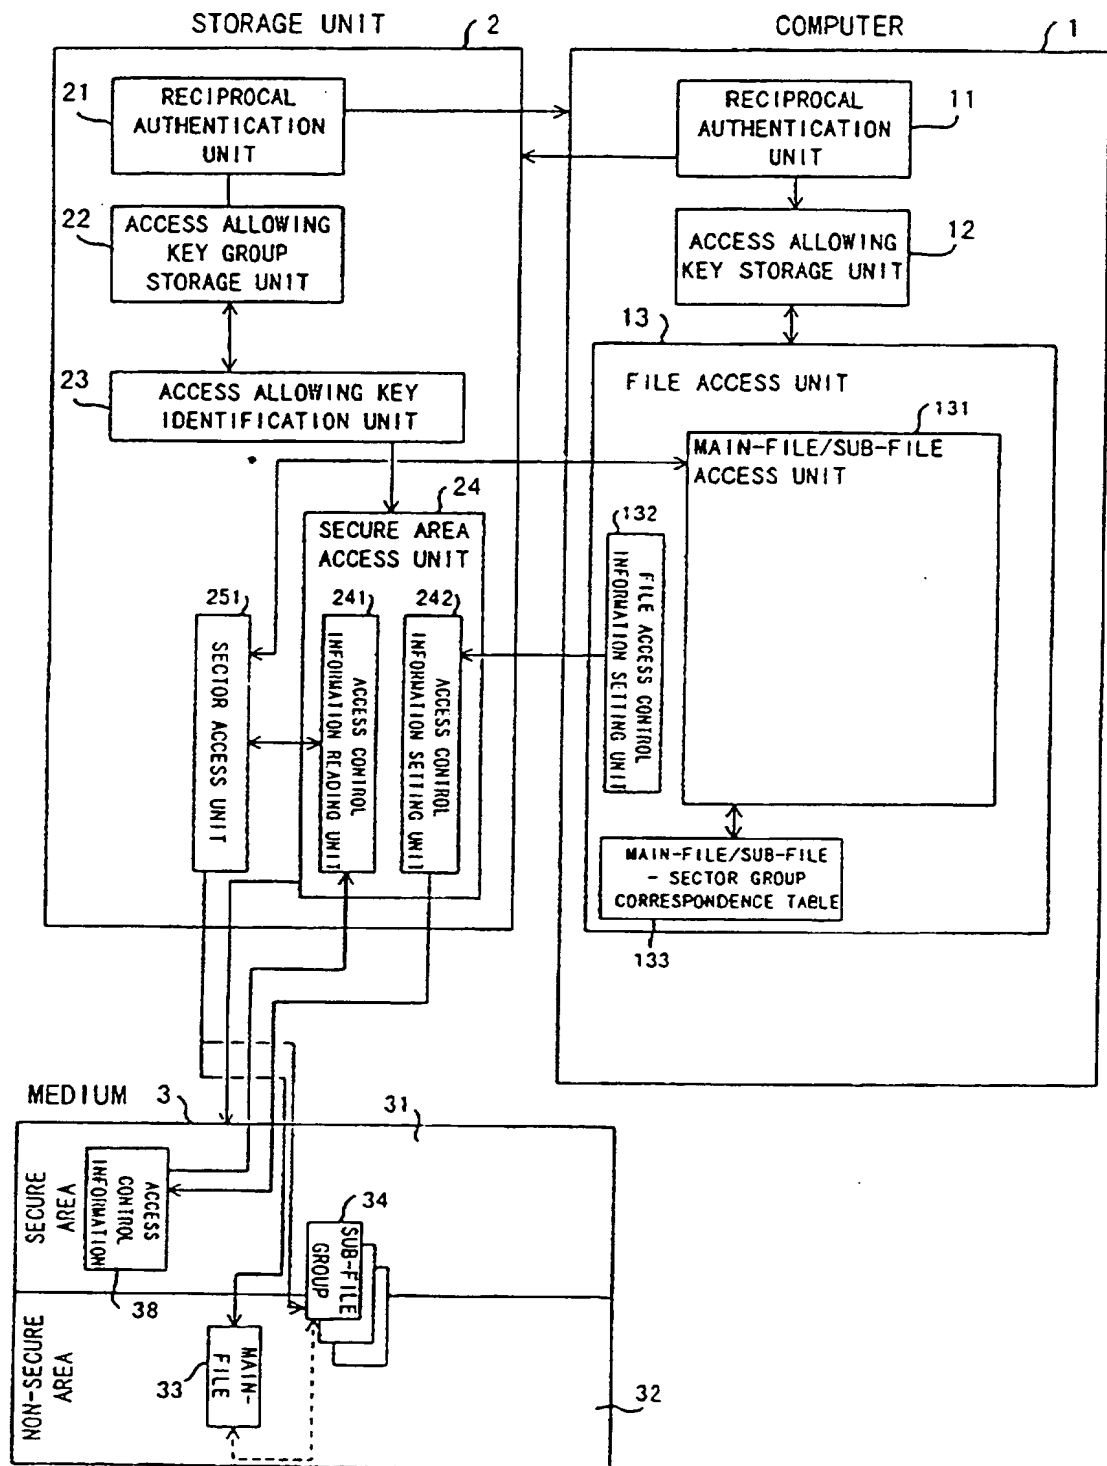 STORAGE UNIT
2
21
RECIPROCAL
AUTHENTICATION
UNIT
22
ACCESS ALLOWING
KEY GROUP
STORAGE UNIT
23
ACCESS ALLOWING KEY
IDENTIFICATION UNIT
24
SECURE AREA
ACCESS UNIT
251
SECTOR ACCESS UNIT
241
ACCESS CONTROL
INFORMATION READING UNIT
242
ACCESS CONTROL
INFORMATION SETTING UNIT
COMPUTER
1
RECIPROCAL
AUTHENTICATION
UNIT
11
ACCESS ALLOWING
KEY STORAGE UNIT
12
13
FILE ACCESS UNIT
131
MAIN-FILE/SUB-FILE
ACCESS UNIT
132
FILE ACCESS CONTROL
INFORMATION SETTING UNIT
MAIN-FILE/SUB-FILE
- SECTOR GROUP
CORRESPONDENCE TABLE
133
MEDIUM
3
31
SECURE
AREA
ACCESS
CONTROL
INFORMATION
38
34
SUB-FILE
GROUP
NON-SECURE
AREA
33
MAIN-
FILE
32